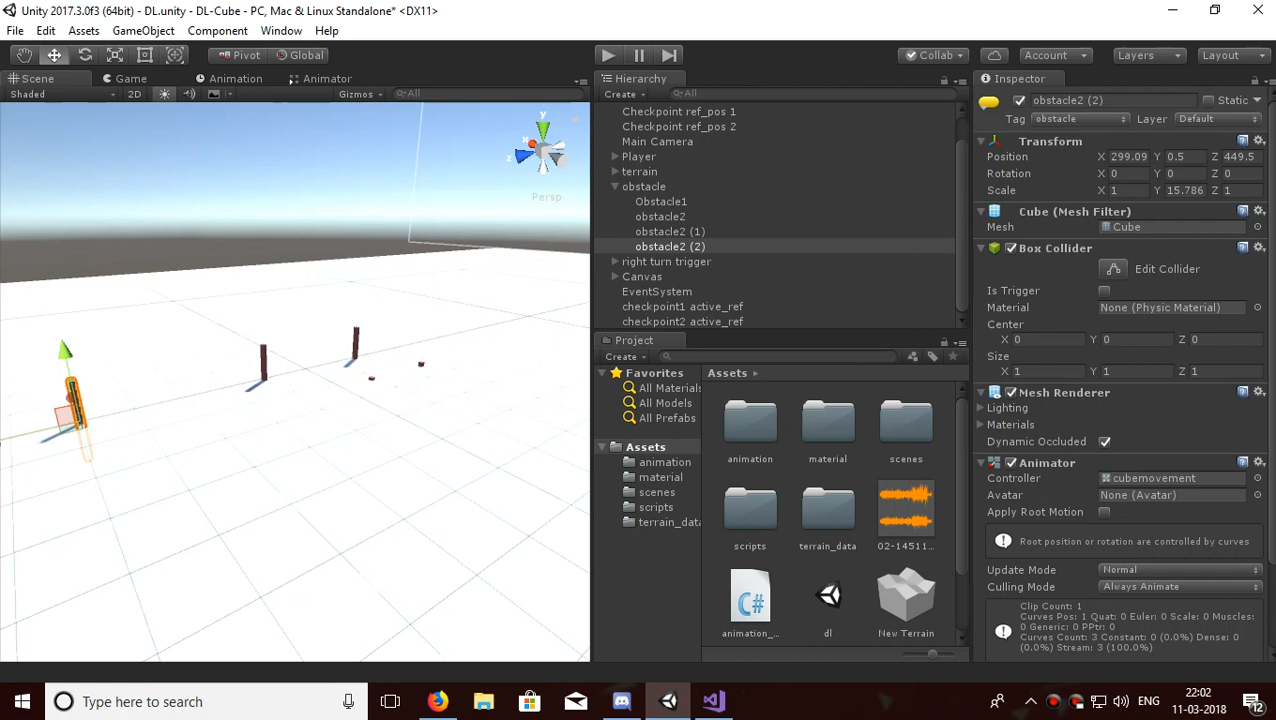 Unity 2017.3.0f3 (64bit) - DL.unity - DL-Cube - PC, Mac & Linux Standalone* <DX11>
File Edit Assets GameObject Component Window Help
Pivot Global Collab Account Layers Layout
Scene Game Animation Animator
Shaded 2D Gizmos All
y
x
z
Persp
Hierarchy
Create All
Checkpoint ref_pos 1
Checkpoint ref_pos 2
Main Camera
Player
terrain
obstacle
Obstacle1
obstacle2
obstacle2 (1)
obstacle2 (2)
right turn trigger
Canvas
EventSystem
checkpoint1 active_ref
checkpoint2 active_ref
Project
Create
Favorites
All Materials
All Models
All Prefabs
Assets
animation
material
scenes
scripts
terrain_data
Assets
animation material scenes
scripts terrain_data 02-14511...
C#
animation_... dl New Terrain
Inspector
obstacle2 (2) Static
Tag obstacle Layer Default
Transform
Position X 299.09 Y 0.5 Z 449.5
Rotation X 0 Y 0 Z 0
Scale X 1 Y 15.786 Z 1
Cube (Mesh Filter)
Mesh Cube
Box Collider
Edit Collider
Is Trigger
Material None (Physic Material)
Center
X 0 Y 0 Z 0
Size
X 1 Y 1 Z 1
Mesh Renderer
Lighting
Materials
Dynamic Occluded
Animator
Controller cubemovement
Avatar None (Avatar)
Apply Root Motion
Root position or rotation are controlled by curves
Update Mode Normal
Culling Mode Always Animate
Clip Count: 1
Curves Pos: 1 Quat: 0 Euler: 0 Scale: 0 Muscles:
0 Generic: 0 PPtr: 0
Curves Count: 3 Constant: 0 (0.0%) Dense: 0
(0.0%) Stream: 3 (100.0%)
Type here to search
ENG
22:02
11-03-2018
12